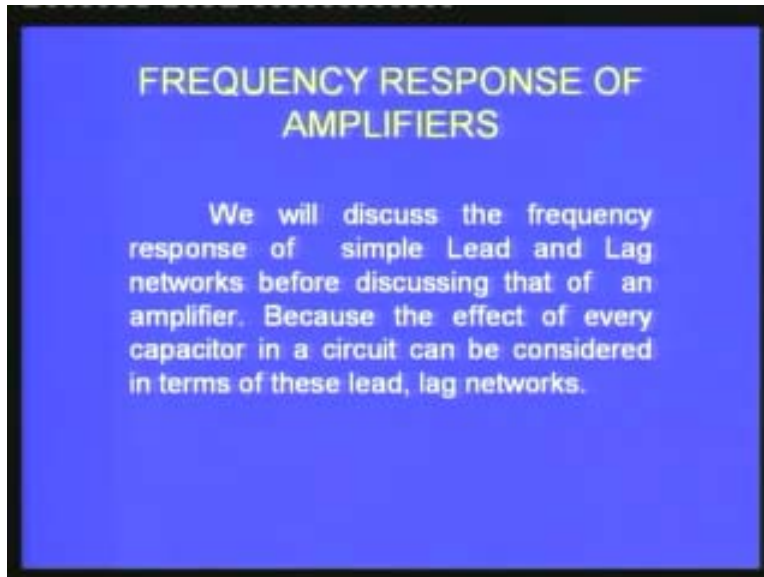 FREQUENCY RESPONSE OF
AMPLIFIERS
We will discuss the frequency
response of simple Lead and Lag
networks before discussing that of an
amplifier. Because the effect of every
capacitor in a circuit can be considered
in terms of these lead, lag networks.